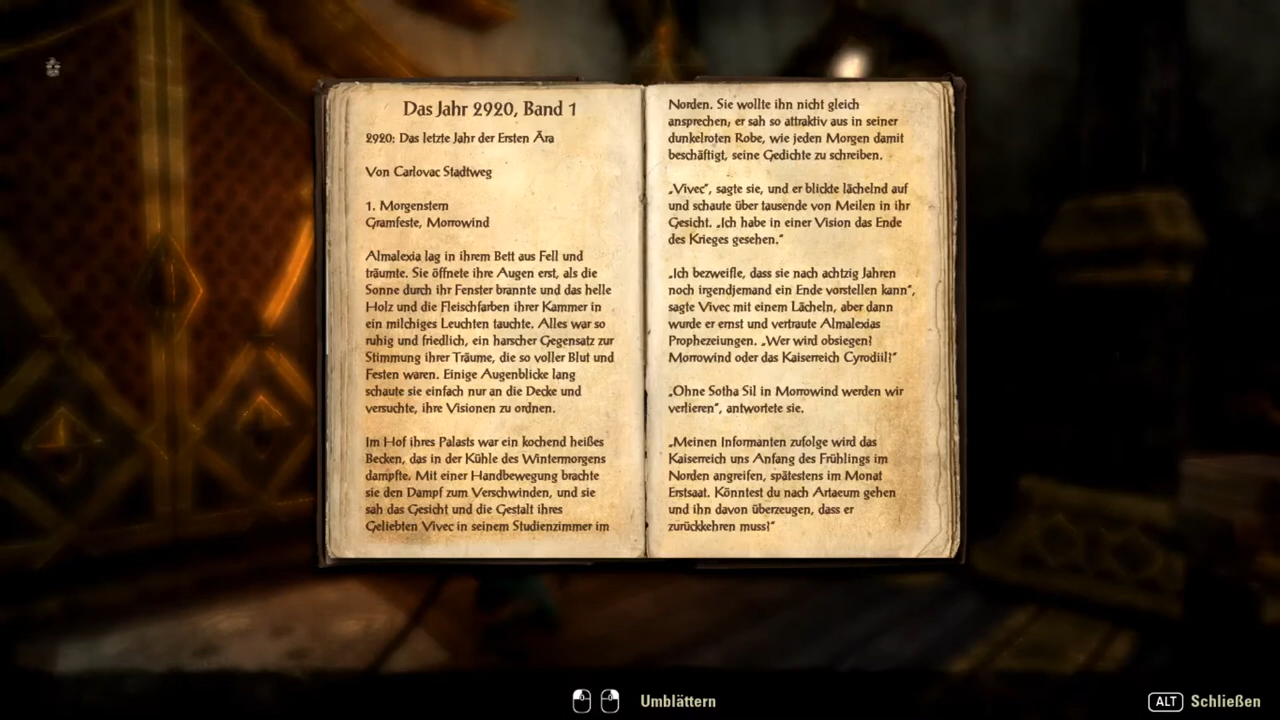 Das Jahr 2920, Band 1
2920: Das letzte Jahr der Ersten Ära
Von Carlovac Stadtweg
1. Morgenstern
Gramfeste, Morrowind
Almalexia lag in ihrem Bett aus Fell und
träumte. Sie öffnete ihre Augen erst, als die
Sonne durch ihr Fenster brannte und das helle
Holz und die Fleischfarben ihrer Kammer in
ein milchiges Leuchten tauchte. Alles war so
ruhig und friedlich, ein harscher Gegensatz zur
Stimmung ihrer Träume, die so voller Blut und
Festen waren. Einige Augenblicke lang
schaute sie einfach nur an die Decke und
versuchte, ihre Visionen zu ordnen.
Im Hof ihres Palasts war ein kochend heißes
Becken, das in der Kühle des Wintermorgens
dampfte. Mit einer Handbewegung brachte
sie den Dampf zum Verschwinden, und sie
sah das Gesicht und die Gestalt ihres
Geliebten Vivec in seinem Studienzimmer im
Norden. Sie wollte ihn nicht gleich
ansprechen; er sah so attraktiv aus in seiner
dunkelroten Robe, wie jeden Morgen damit
beschäftigt, seine Gedichte zu schreiben.
„Vivec“, sagte sie, und er blickte lächelnd auf
und schaute über tausende von Meilen in ihr
Gesicht. „Ich habe in einer Vision das Ende
des Krieges gesehen.“
„Ich bezweifle, dass sie nach achtzig Jahren
noch irgendjemand ein Ende vorstellen kann“,
sagte Vivec mit einem Lächeln, aber dann
wurde er ernst und vertraute Almalexias
Prophezeiungen. „Wer wird obsiegen?
Morrowind oder das Kaiserreich Cyrodiil?“
„Ohne Sotha Sil in Morrowind werden wir
verlieren“, antwortete sie.
„Meinen Informanten zufolge wird das
Kaiserreich uns Anfang des Frühlings im
Norden angreifen, spätestens im Monat
Erstsaat. Könntest du nach Artaeum gehen
und ihn davon überzeugen, dass er
zurückkehren muss?“
Umblättern
ALT Schließen